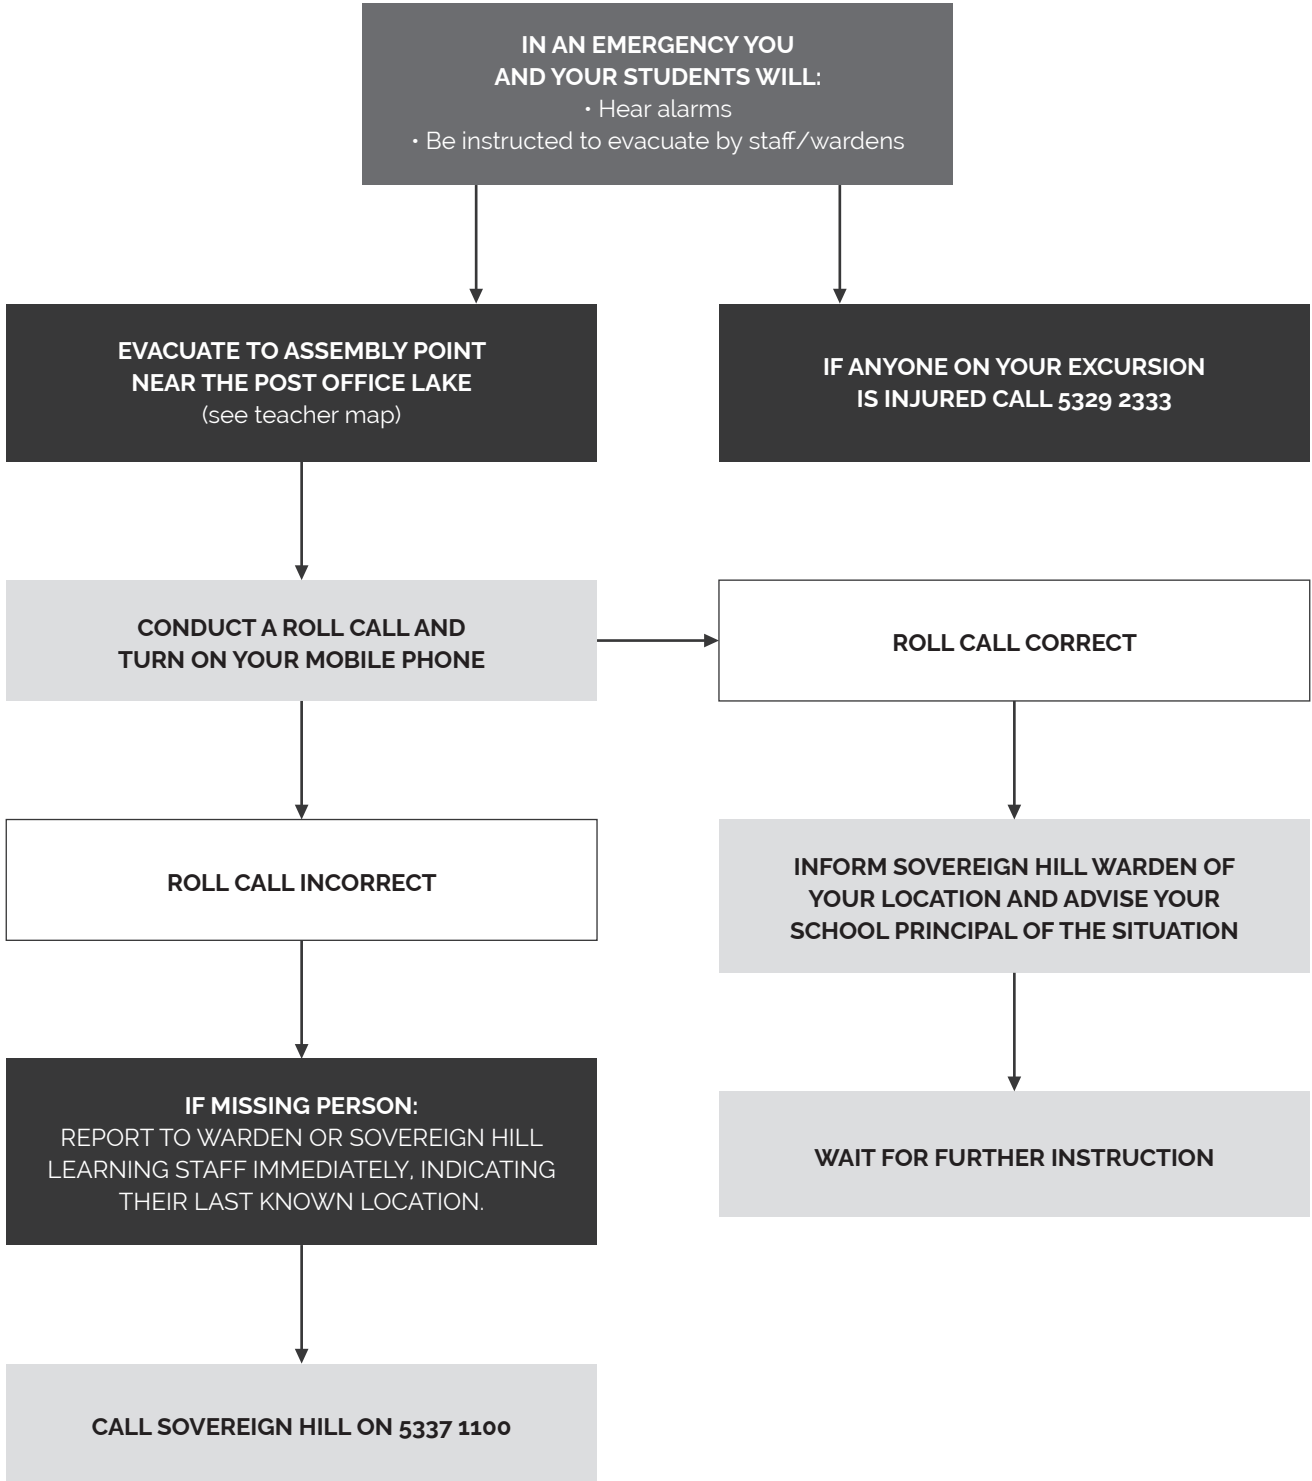 IN AN EMERGENCY YOU
AND YOUR STUDENTS WILL:
• Hear alarms
• Be instructed to evacuate by staff/wardens
EVACUATE TO ASSEMBLY POINT
NEAR THE POST OFFICE LAKE
(see teacher map)
IF ANYONE ON YOUR EXCURSION
IS INJURED CALL 5329 2333
CONDUCT A ROLL CALL AND
TURN ON YOUR MOBILE PHONE
ROLL CALL CORRECT
ROLL CALL INCORRECT
INFORM SOVEREIGN HILL WARDEN OF
YOUR LOCATION AND ADVISE YOUR
SCHOOL PRINCIPAL OF THE SITUATION
IF MISSING PERSON:
REPORT TO WARDEN OR SOVEREIGN HILL
LEARNING STAFF IMMEDIATELY, INDICATING
THEIR LAST KNOWN LOCATION.
WAIT FOR FURTHER INSTRUCTION
CALL SOVEREIGN HILL ON 5337 1100